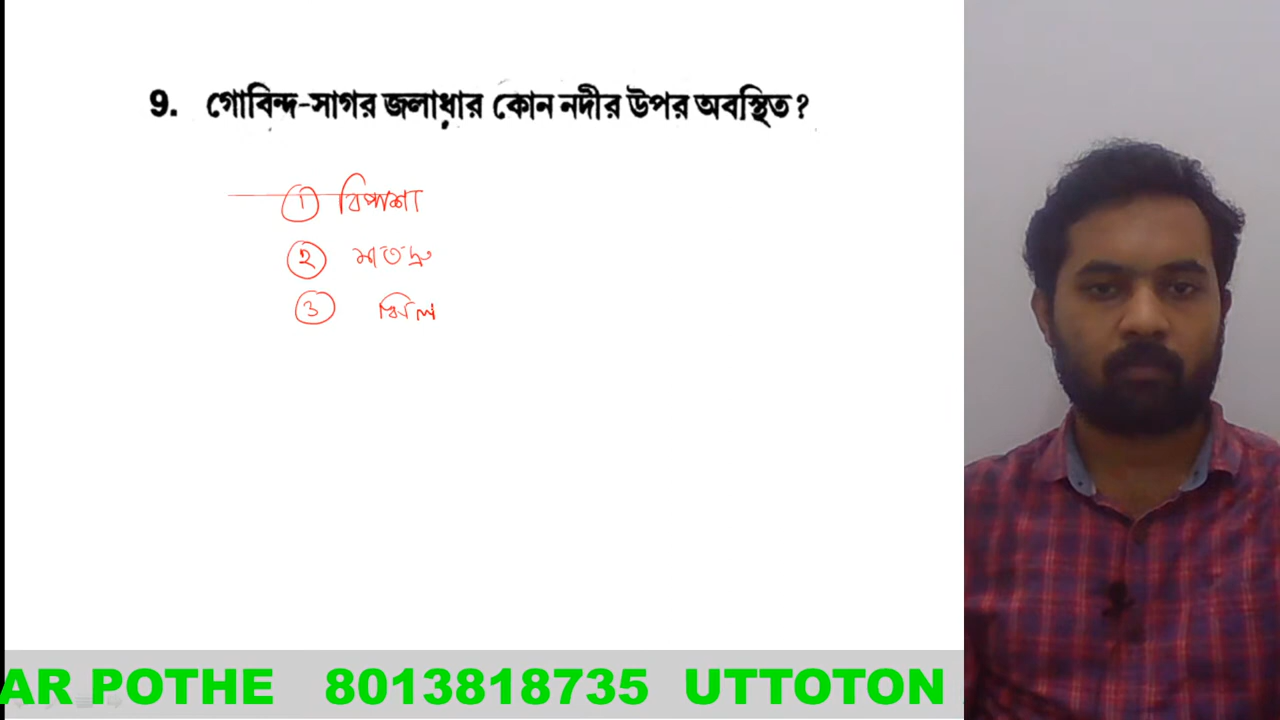 9. গোবিন্দ-সাগর জলাধার কোন নদীর উপর অবস্থিত?
1 বিপাশা
2 শতদ্রু
3 ঝিলাম
AR POTHE 8013818735 UTTOTON